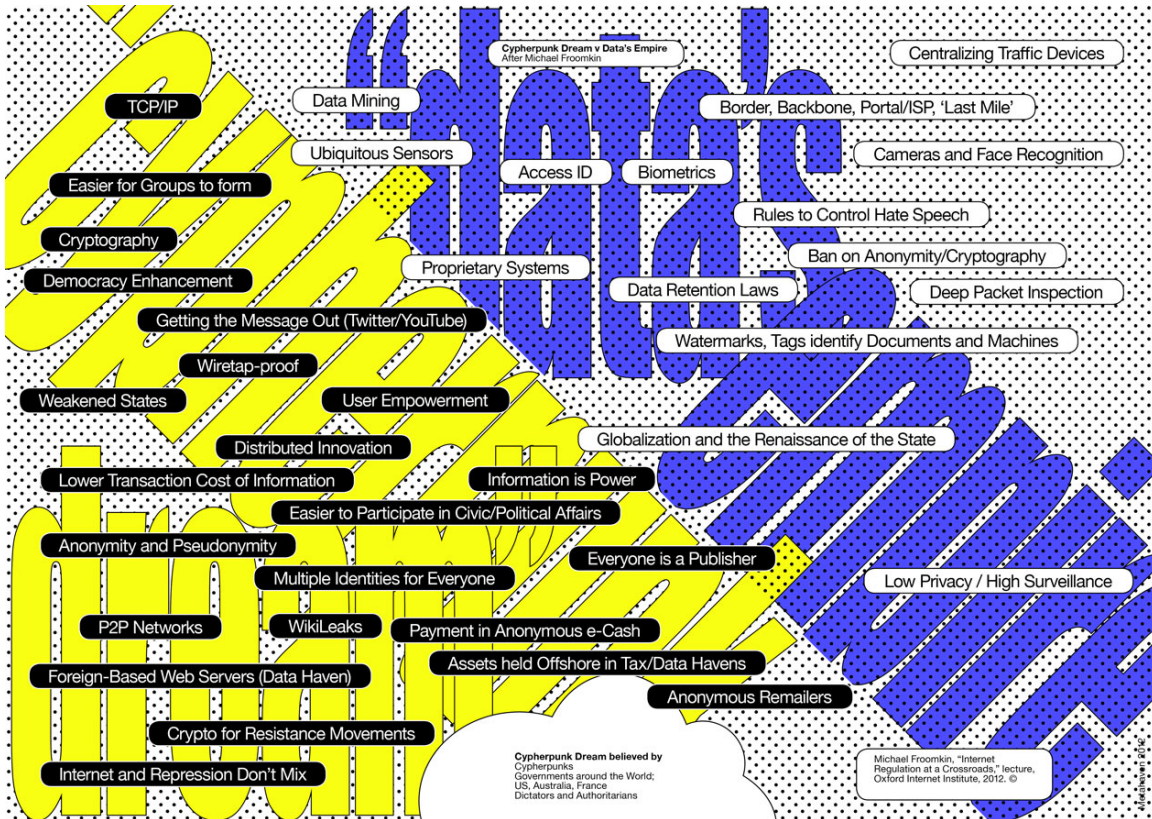 Cypherpunk Dream v Data's Empire
After Michael Froomkin
“data's
Centralizing Traffic Devices
TCP/IP
Data Mining
Border, Backbone, Portal/ISP, ‘Last Mile’
Ubiquitous Sensors
Cameras and Face Recognition
Access ID
Biometrics
Easier for Groups to form
Rules to Control Hate Speech
Cryptography
Ban on Anonymity/Cryptography
Proprietary Systems
Democracy Enhancement
Data Retention Laws
Deep Packet Inspection
Getting the Message Out (Twitter/YouTube)
Watermarks, Tags identify Documents and Machines
Wiretap-proof
Weakened States
User Empowerment
Globalization and the Renaissance of the State
Distributed Innovation
Lower Transaction Cost of Information
Information is Power
Easier to Participate in Civic/Political Affairs
Anonymity and Pseudonymity
Everyone is a Publisher
Multiple Identities for Everyone
Low Privacy / High Surveillance
P2P Networks
WikiLeaks
Payment in Anonymous e-Cash
Assets held Offshore in Tax/Data Havens
Foreign-Based Web Servers (Data Haven)
Anonymous Remailers
Crypto for Resistance Movements
Internet and Repression Don't Mix
Cypherpunk Dream believed by
Cypherpunks
Governments around the World;
US, Australia, France
Dictators and Authoritarians
Michael Froomkin, “Internet
Regulation at a Crossroads,” lecture,
Oxford Internet Institute, 2012. ©
Metahaven 2012